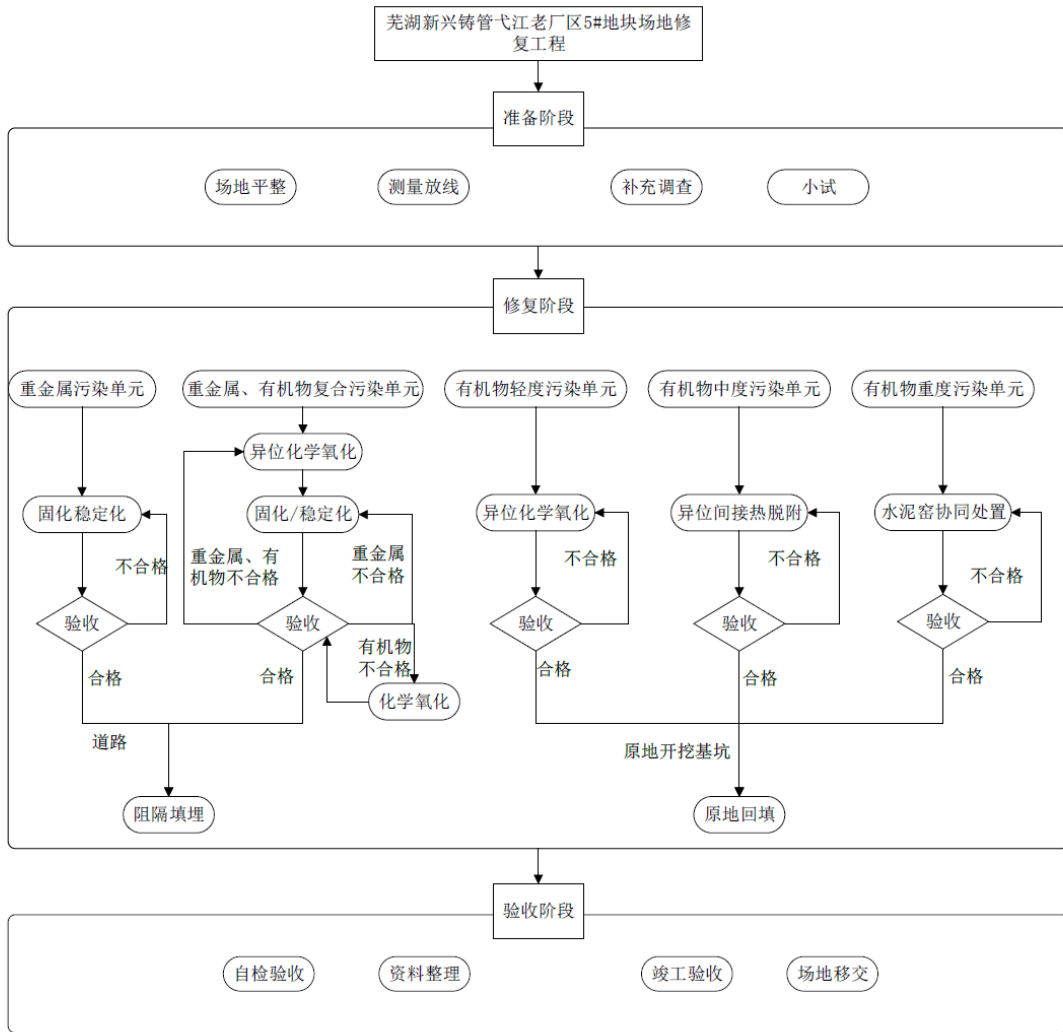 芜湖新兴铸管弋江老厂区5#地块场地修
复工程
准备阶段
场地平整
测量放线
补充调查
小试
修复阶段
重金属污染单元
重金属、有机物复合污染单元
有机物轻度污染单元
有机物中度污染单元
有机物重度污染单元
异位化学氧化
固化稳定化
固化/稳定化
异位化学氧化
异位间接热脱附
水泥窑协同处置
不合格
重金属、有
机物不合格
重金属
不合格
不合格
不合格
不合格
验收
验收
验收
验收
验收
合格
合格
有机物
不合格
合格
合格
合格
化学氧化
道路
原地开挖基坑
阻隔填埋
原地回填
验收阶段
自检验收
资料整理
竣工验收
场地移交